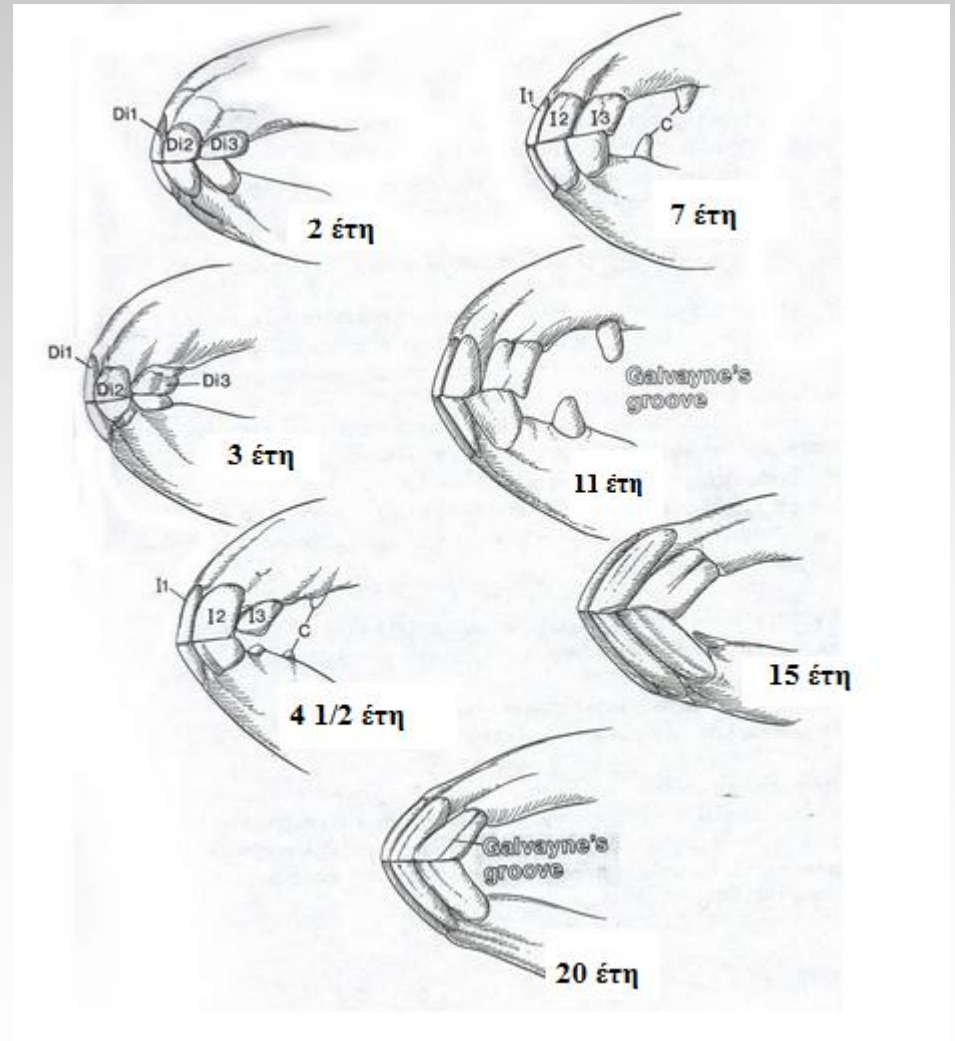 Di1
Di2 Di3
2 έτη
I1
I2 I3
C
7 έτη
Di1
Di2
Di3
3 έτη
Galvayne's
groove
11 έτη
I1
I2 I3
C
4 1/2 έτη
15 έτη
Galvayne's
groove
20 έτη